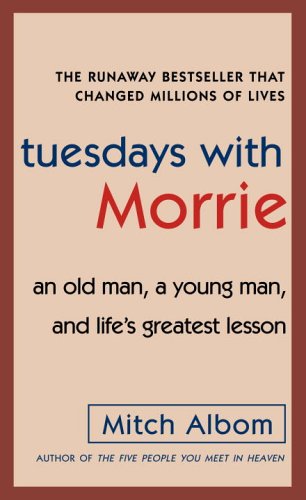 THE RUNAWAY BESTSELLER THAT
CHANGED MILLIONS OF LIVES
tuesdays with
Morrie
an old man, a young man,
and life's greatest lesson
Mitch Albom
AUTHOR OF THE FIVE PEOPLE YOU MEET IN HEAVEN